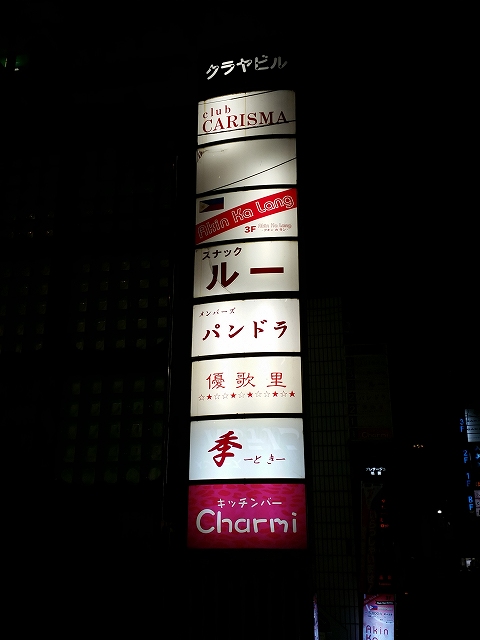 クラヤビル
club
CARISMA
Akin Ka Lang
3F
スナック
ルー
メンバーズ
パンドラ
優歌里
☆★☆☆★☆★☆☆★☆★
季
ーときー
キッチンバー
Charmi
Akin